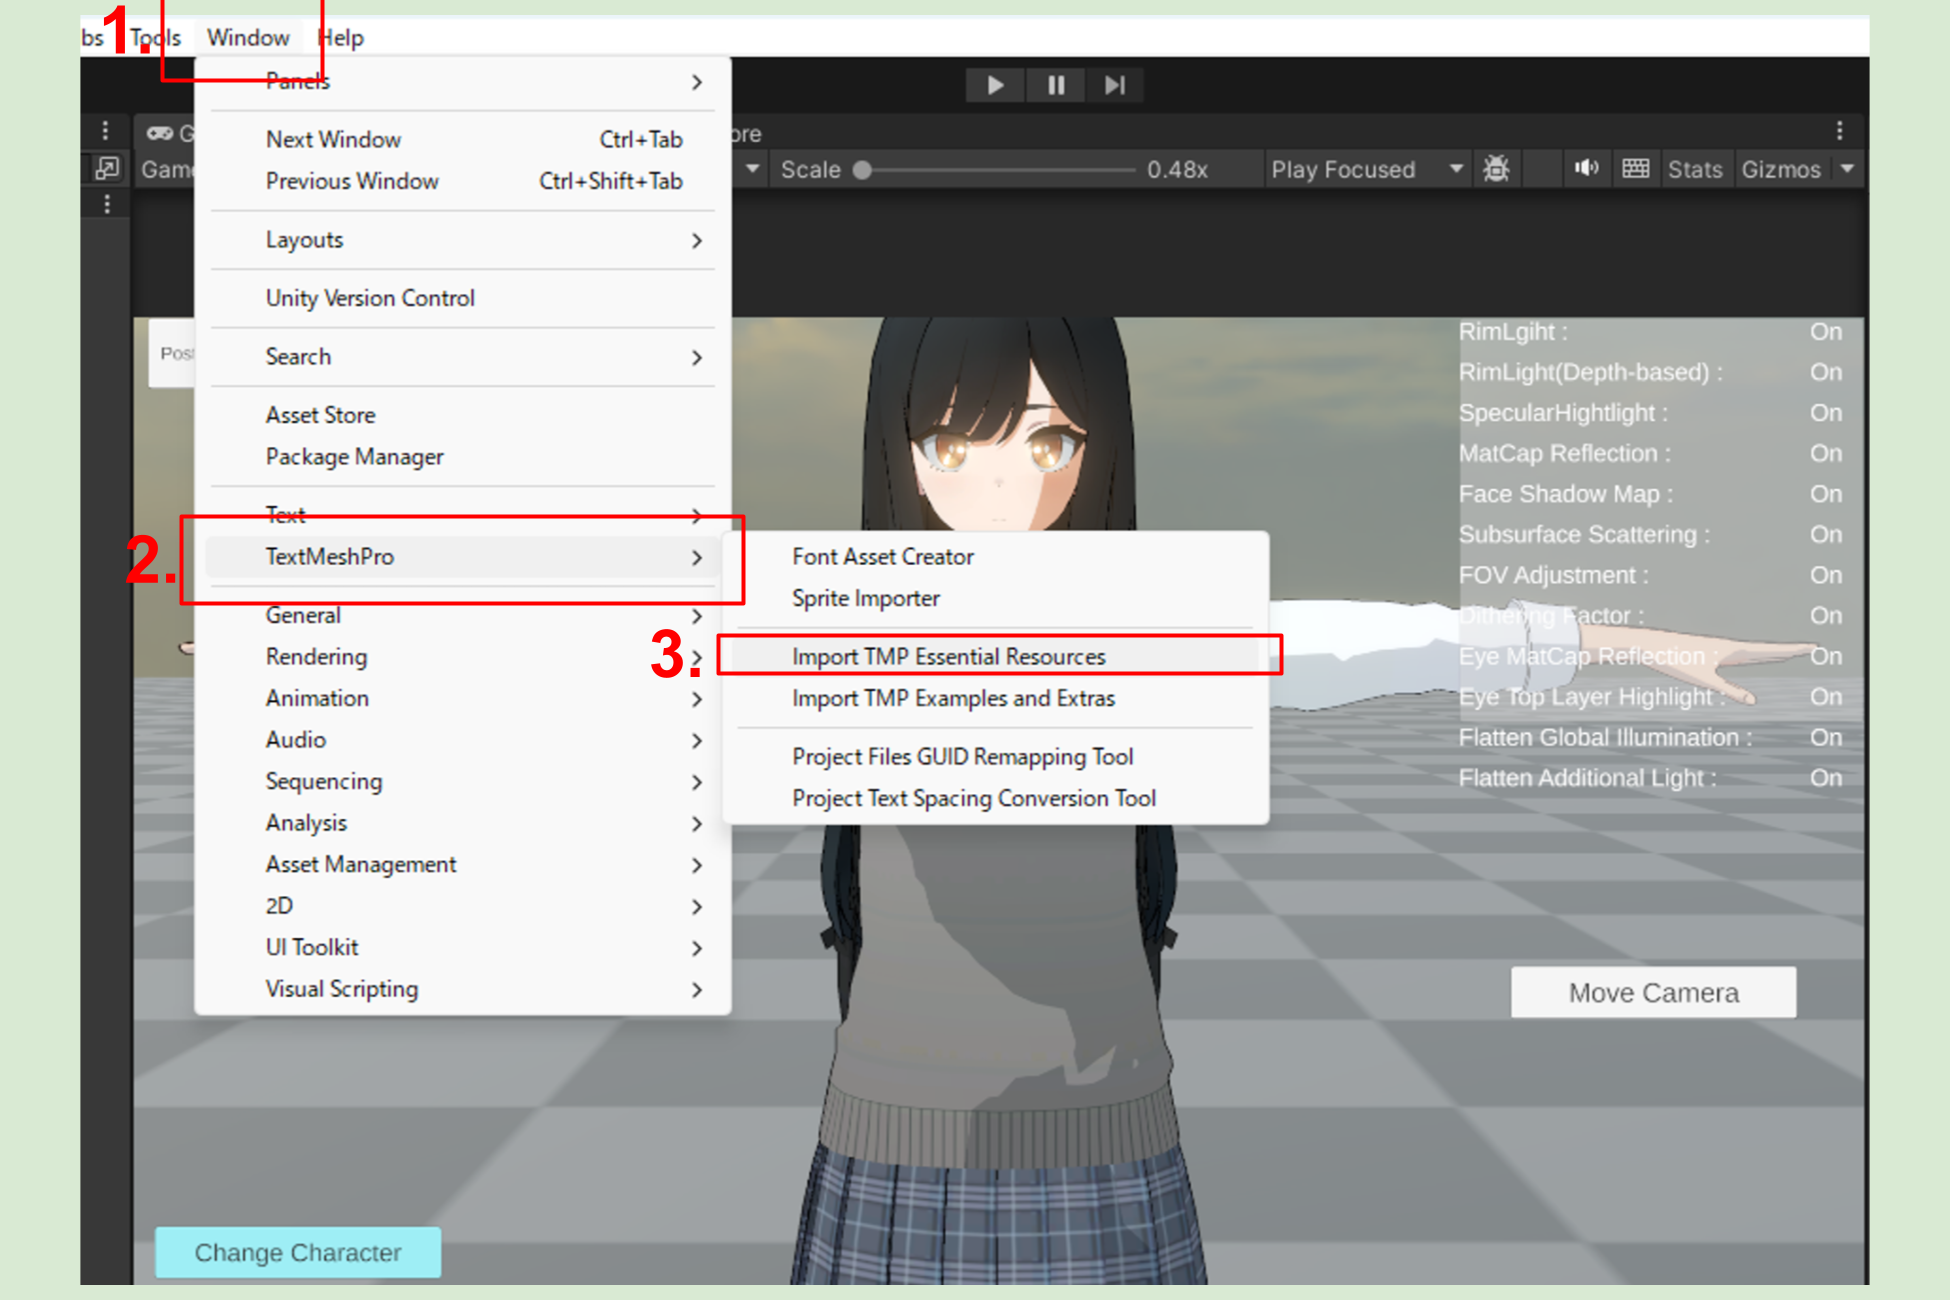 1.
bs Tools Window Help
Panels
Next Window Ctrl+Tab
Previous Window Ctrl+Shift+Tab
Layouts
Unity Version Control
Search
Asset Store
Package Manager
Text
2.
TextMeshPro
General
Rendering
Animation
Audio
Sequencing
Analysis
Asset Management
2D
UI Toolkit
Visual Scripting
Font Asset Creator
Sprite Importer
3.
Import TMP Essential Resources
Import TMP Examples and Extras
Project Files GUID Remapping Tool
Project Text Spacing Conversion Tool
G
ore
Game
Scale 0.48x Play Focused Stats Gizmos
Pos
RimLgiht : On
RimLight(Depth-based) : On
SpecularHightlight : On
MatCap Reflection : On
Face Shadow Map : On
Subsurface Scattering : On
FOV Adjustment : On
Dithering Factor : On
Eye MatCap Reflection : On
Eye Top Layer Highlight : On
Flatten Global Illumination : On
Flatten Additional Light : On
Move Camera
Change Character